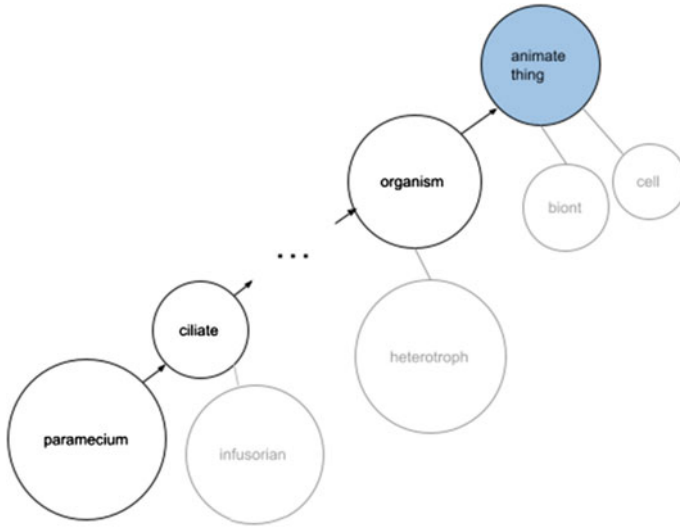 animate
thing
organism
cell
biont
...
ciliate
heterotroph
paramecium
infusorian